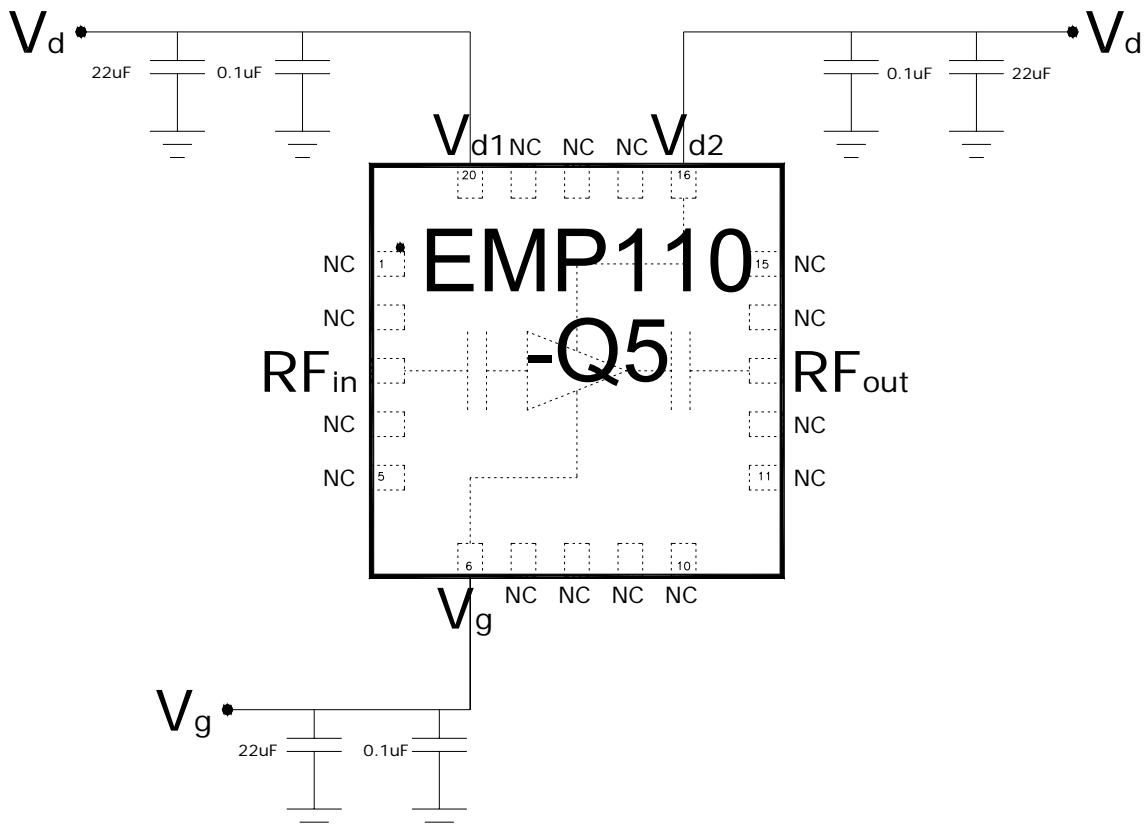 Vd
Vd
22uF
0.1uF
0.1uF
22uF
Vd1
NC
NC
NC
Vd2
20
16
EMP110
-Q5
NC
1
15
NC
NC
NC
RFin
RFout
NC
NC
NC
5
11
NC
6
10
Vg
NC
NC
NC
NC
Vg
22uF
0.1uF